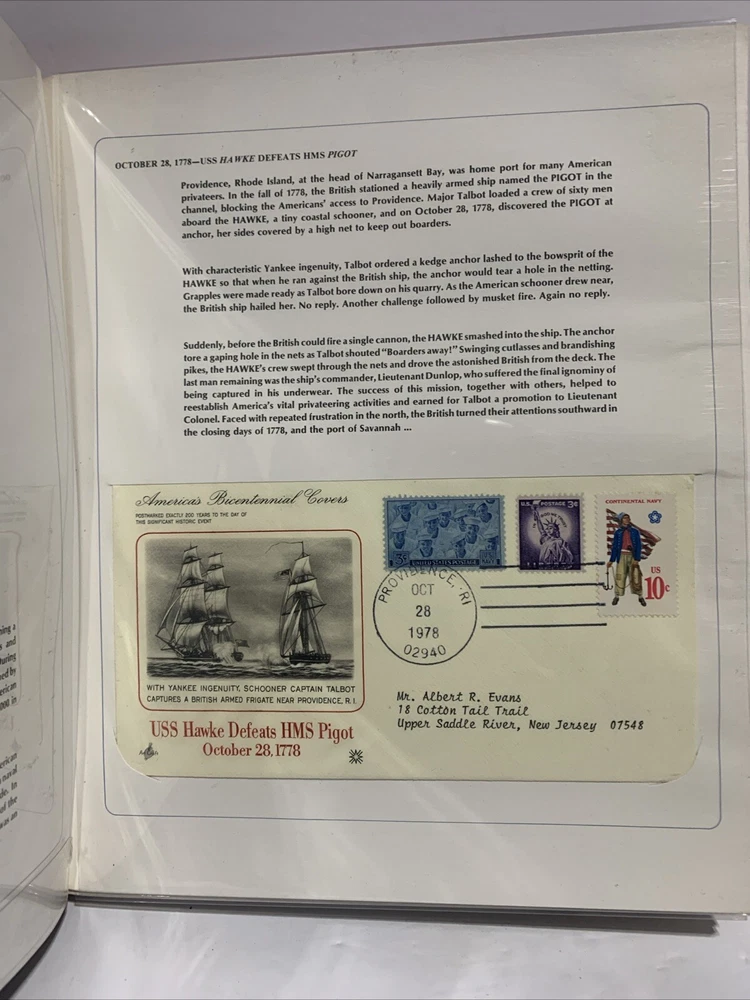 OCTOBER 28, 1778—USS HAWKE DEFEATS HMS PIGOT
Providence, Rhode Island, at the head of Narragansett Bay, was home port for many American
privateers. In the fall of 1778, the British stationed a heavily armed ship named the PIGOT in the
channel, blocking the Americans' access to Providence. Major Talbot loaded a crew of sixty men
aboard the HAWKE, a tiny coastal schooner, and on October 28, 1778, discovered the PIGOT at
anchor, her sides covered by a high net to keep out boarders.
With characteristic Yankee ingenuity, Talbot ordered a kedge anchor lashed to the bowsprit of the
HAWKE so that when he ran against the British ship, the anchor would tear a hole in the netting.
Grapples were made ready as Talbot bore down on his quarry. As the American schooner drew near,
the British ship hailed her. No reply. Another challenge followed by musket fire. Again no reply.
Suddenly, before the British could fire a single cannon, the HAWKE smashed into the ship. The anchor
tore a gaping hole in the nets as Talbot shouted "Boarders away!" Swinging cutlasses and brandishing
pikes, the HAWKE's crew swept through the nets and drove the astonished British from the deck. The
last man remaining was the ship's commander, Lieutenant Dunlop, who suffered the final ignominy of
being captured in his underwear. The success of this mission, together with others, helped to
reestablish America's vital privateering activities and earned for Talbot a promotion to Lieutenant
Colonel. Faced with repeated frustration in the north, the British turned their attentions southward in
the closing days of 1778, and the port of Savannah ...
America's Bicentennial Covers
POSTMARKED EXACTLY 200 YEARS TO THE DAY OF
THIS SIGNIFICANT HISTORIC EVENT
WITH YANKEE INGENUITY, SCHOONER CAPTAIN TALBOT
CAPTURES A BRITISH ARMED FRIGATE NEAR PROVIDENCE, R.I.
USS Hawke Defeats HMS Pigot
October 28, 1778
3¢ UNITED STATES POSTAGE
U.S. POSTAGE 3¢
CONTINENTAL NAVY
US
10c
PROVIDENCE, RI
OCT
28
1978
02940
Mr. Albert R. Evans
18 Cotton Tail Trail
Upper Saddle River, New Jersey 07548